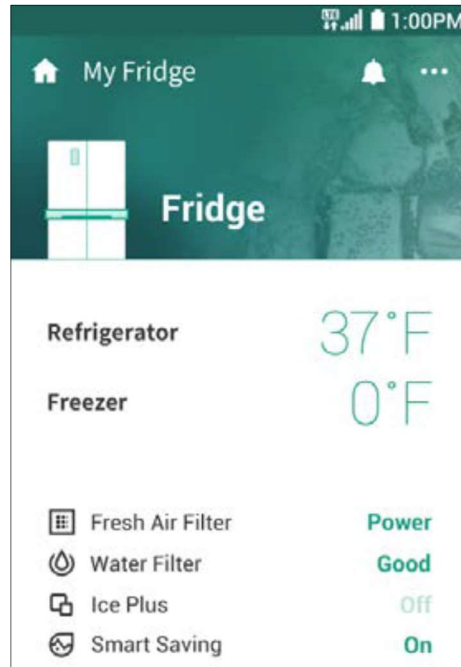 LTE 1:00PM
My Fridge
Fridge
Refrigerator 37°F
Freezer 0°F
Fresh Air Filter Power
Water Filter Good
Ice Plus Off
Smart Saving On